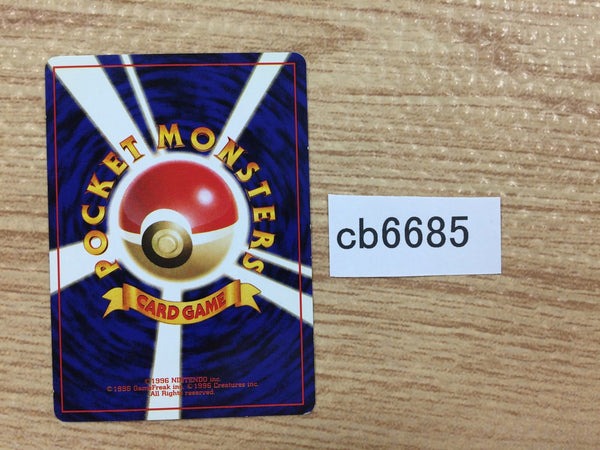 POCKET MONSTERS
CARD GAME
©1996 NINTENDO inc.
©1996 GameFreak inc. ©1996 Creatures inc.
All Rights reserved.
cb6685